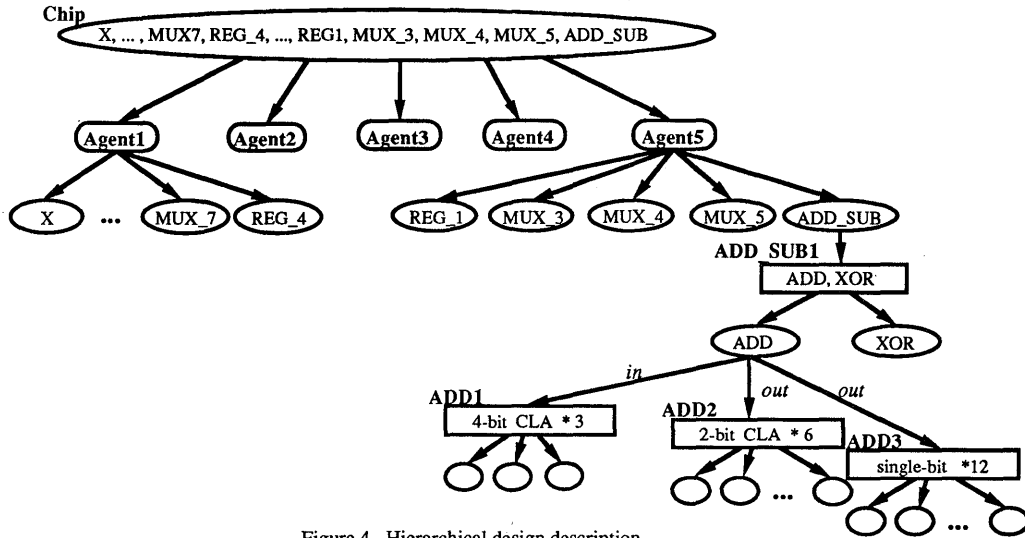 Chip
X, ... , MUX7, REG_4, ..., REG1, MUX_3, MUX_4, MUX_5, ADD_SUB
Agent1
Agent2
Agent3
Agent4
Agent5
X
...
MUX_7
REG_4
REG_1
MUX_3
MUX_4
MUX_5
ADD_SUB
ADD_SUB1
ADD, XOR
ADD
XOR
in
out
out
ADD1
4-bit CLA * 3
ADD2
2-bit CLA * 6
ADD3
single-bit *12
...
...
Figure 4 Hierarchical design description